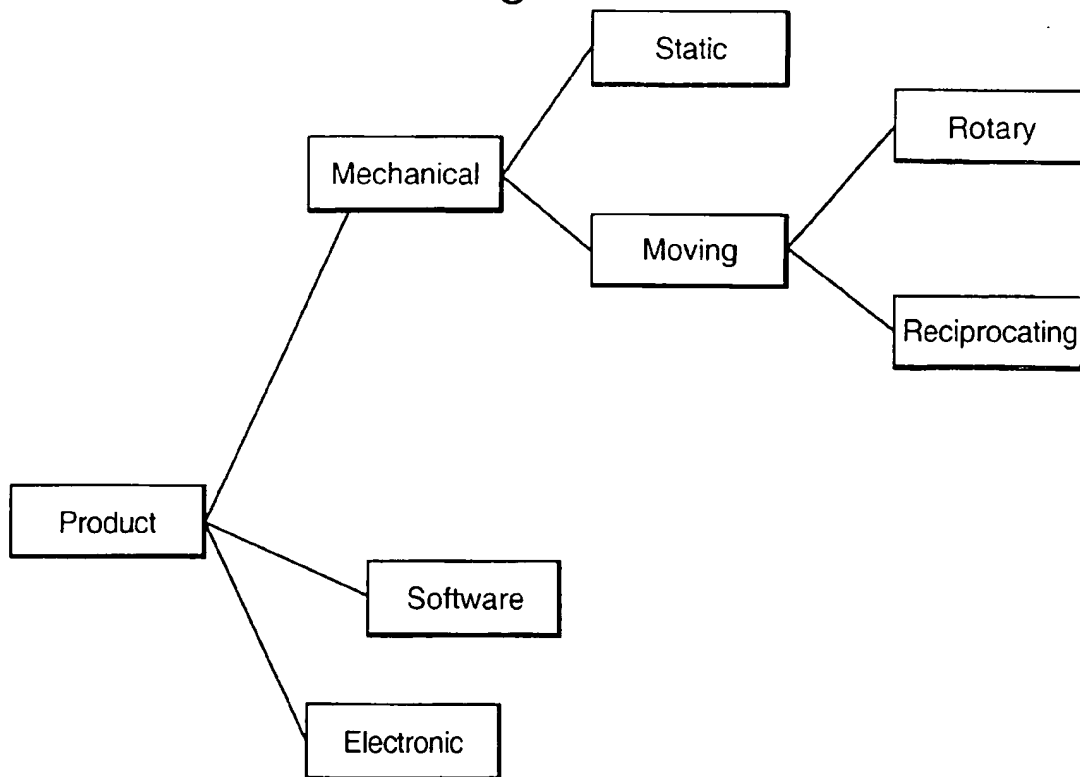 Static
Rotary
Mechanical
Moving
Reciprocating
Product
Software
Electronic